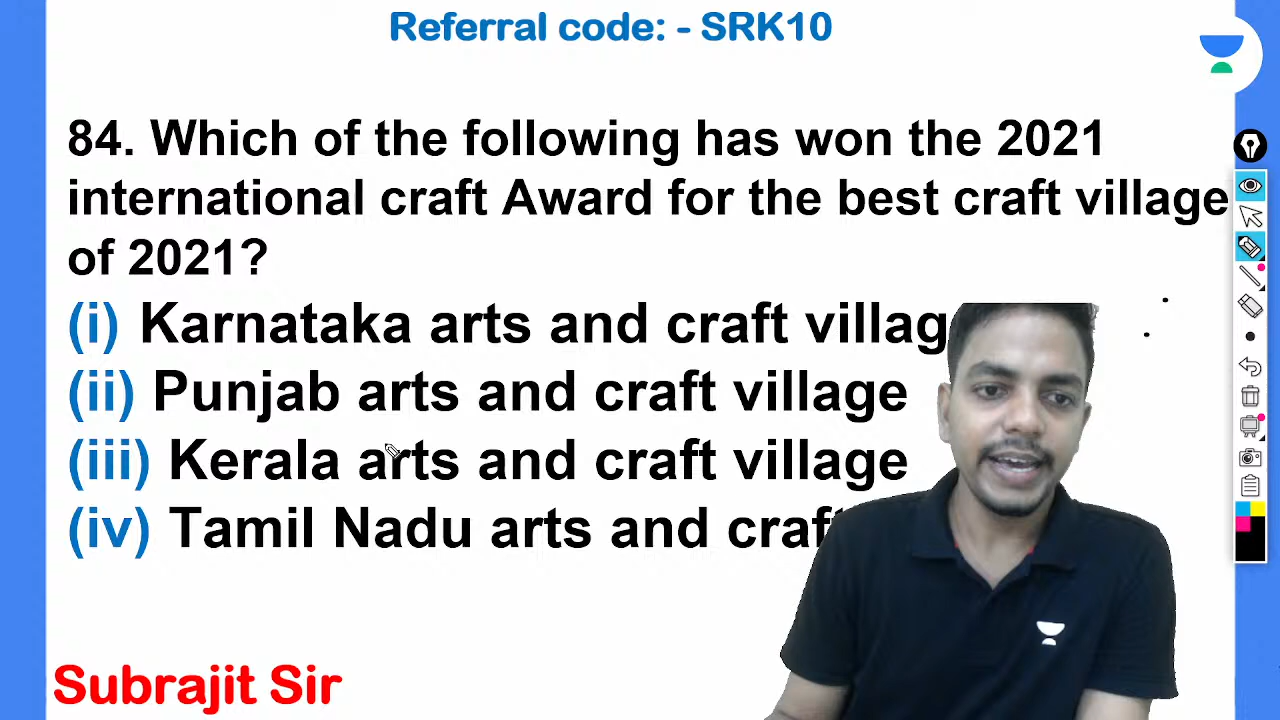 Referral code: - SRK10
84. Which of the following has won the 2021
international craft Award for the best craft village
of 2021?
(i) Karnataka arts and craft
(ii) Punjab arts and craft village
(iii) Kerala arts and craft village
(iv) Tamil Nadu arts and
Subrajit Sir